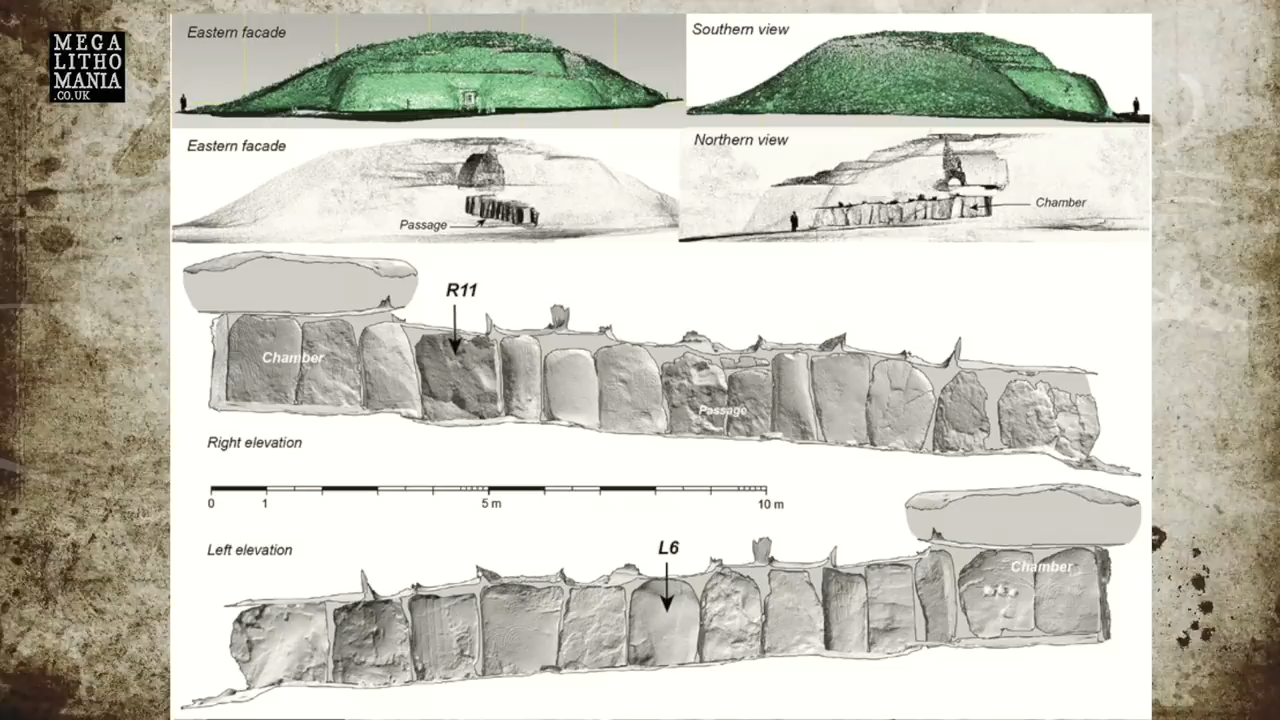 MEGA
LITHO
MANIA
.CO.UK
Eastern facade
Southern view
Eastern facade
Passage
Northern view
Chamber
R11
Chamber
Passage
Right elevation
0 1 5 m 10 m
Left elevation
L6
Chamber